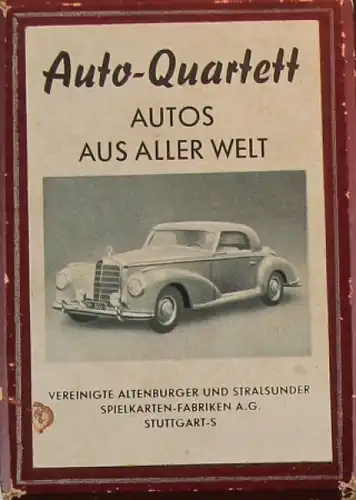 Auto-Quartett
AUTOS
AUS ALLER WELT
VEREINIGTE ALTENBURGER UND STRALSUNDER
SPIELKARTEN-FABRIKEN A.G.
STUTTGART-S